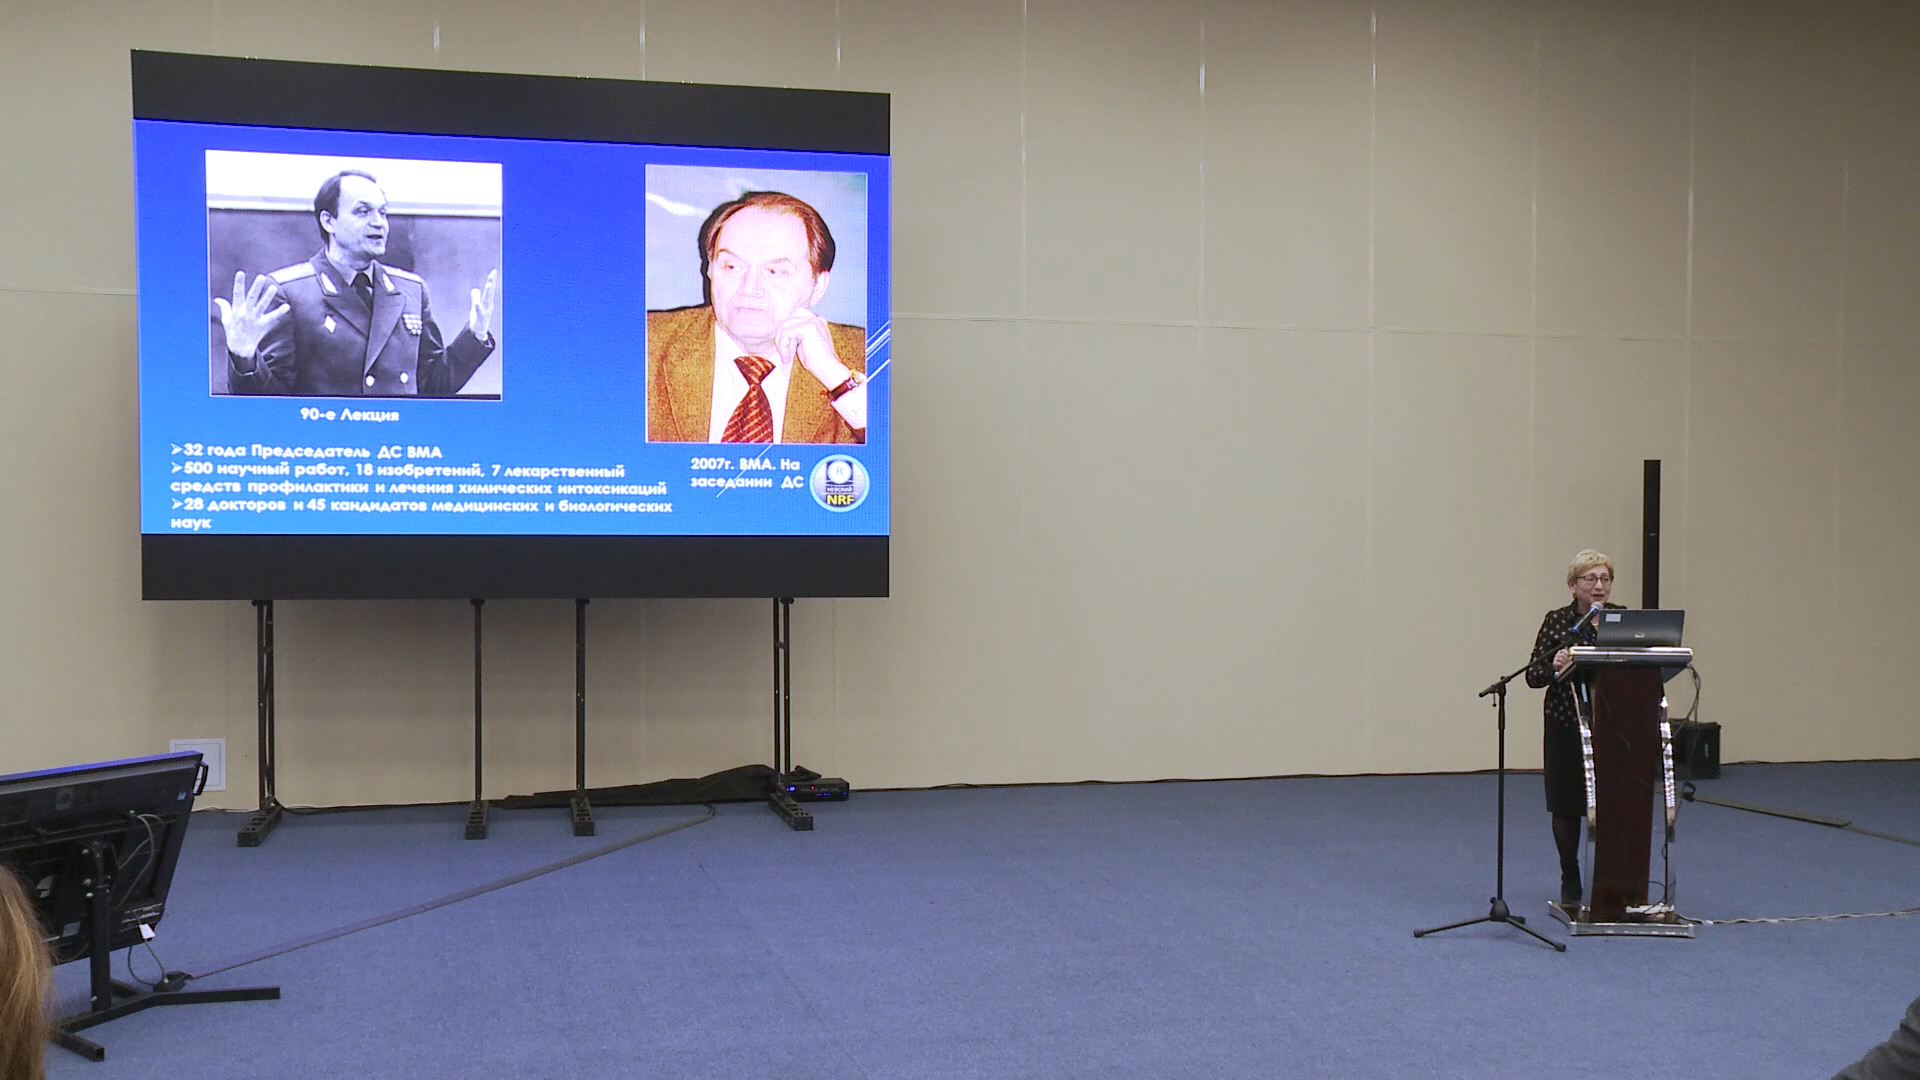 90-е Лекция
➢32 года Председатель ДС ВМА
➢500 научный работ, 18 изобретений, 7 лекарственный
средств профилактики и лечения химических интоксикаций
➢28 докторов и 45 кандидатов медицинских и биологических
наук
2007г. ВМА. На
заседании ДС
НЕВСКИЙ
NRF